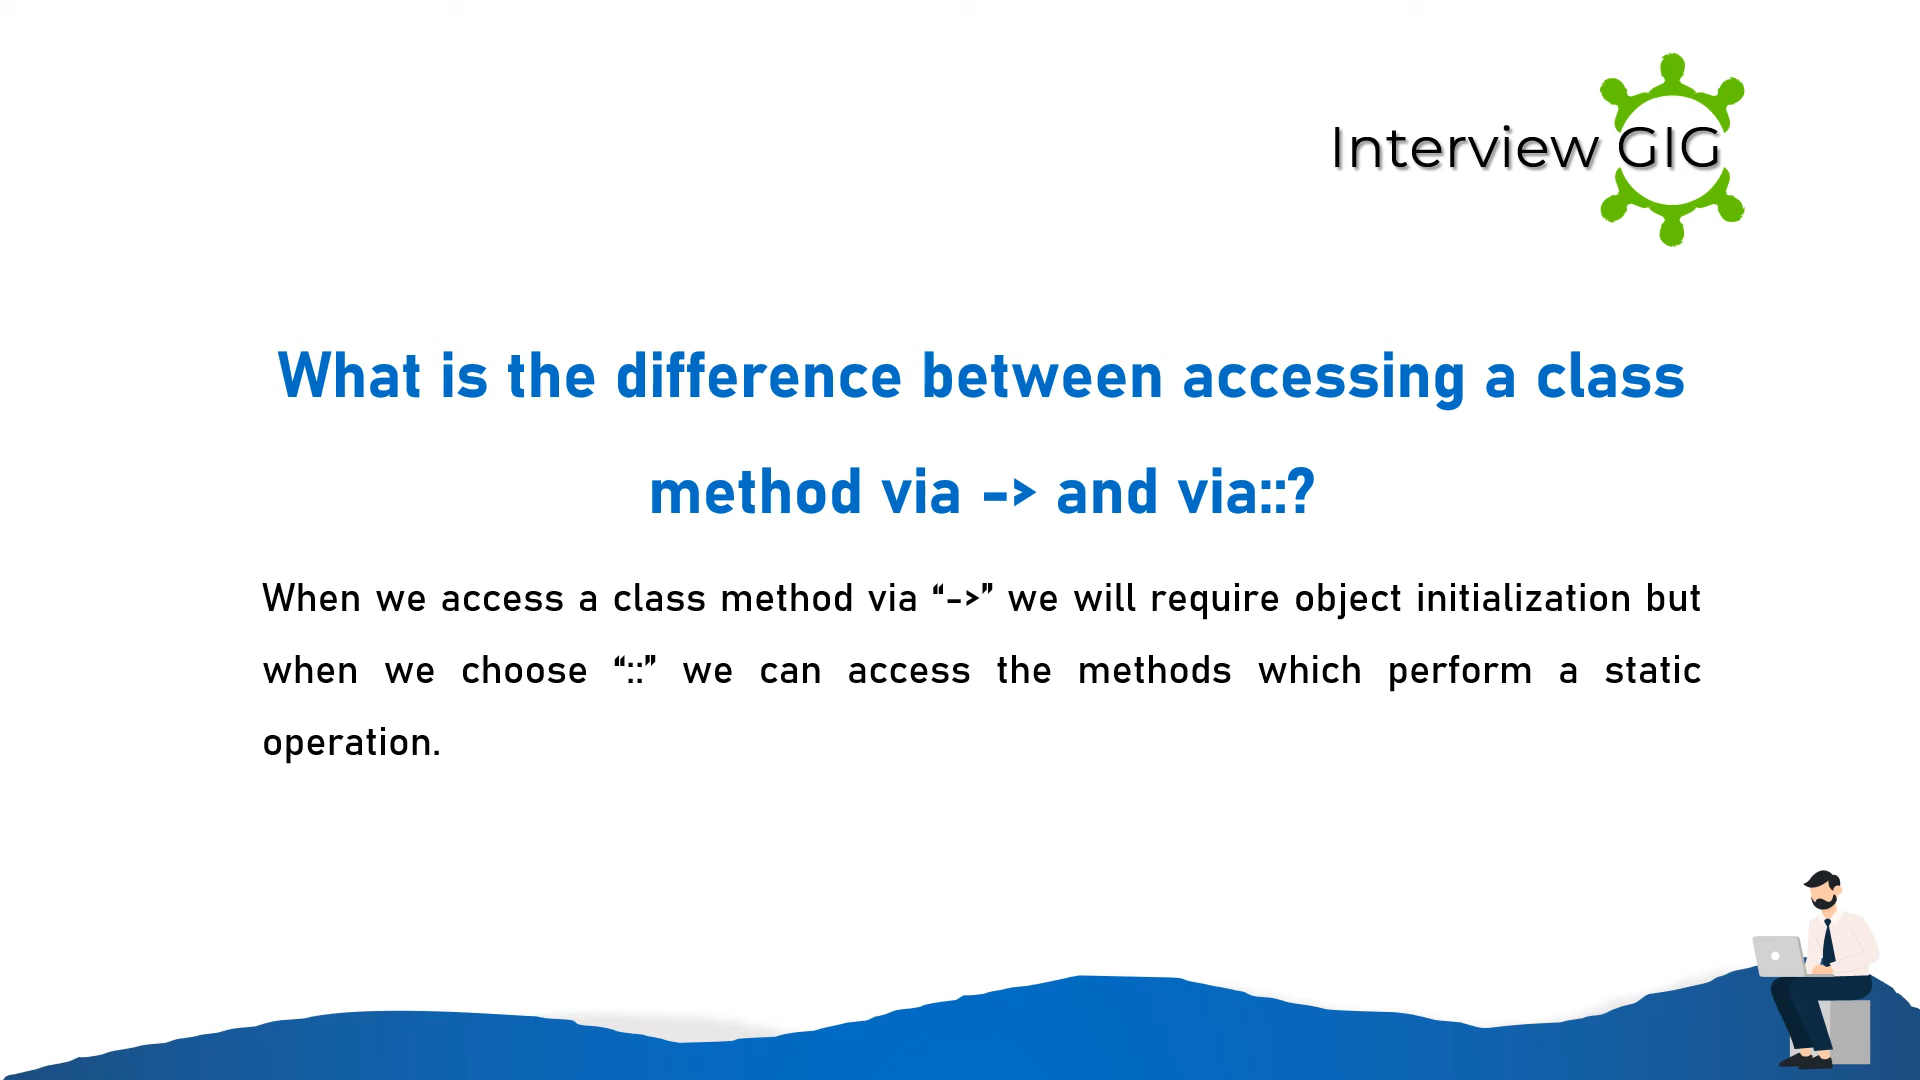 Interview GIG
What is the difference between accessing a class
method via -> and via::?
When we access a class method via “->” we will require object initialization but
when we choose “::” we can access the methods which perform a static
operation.